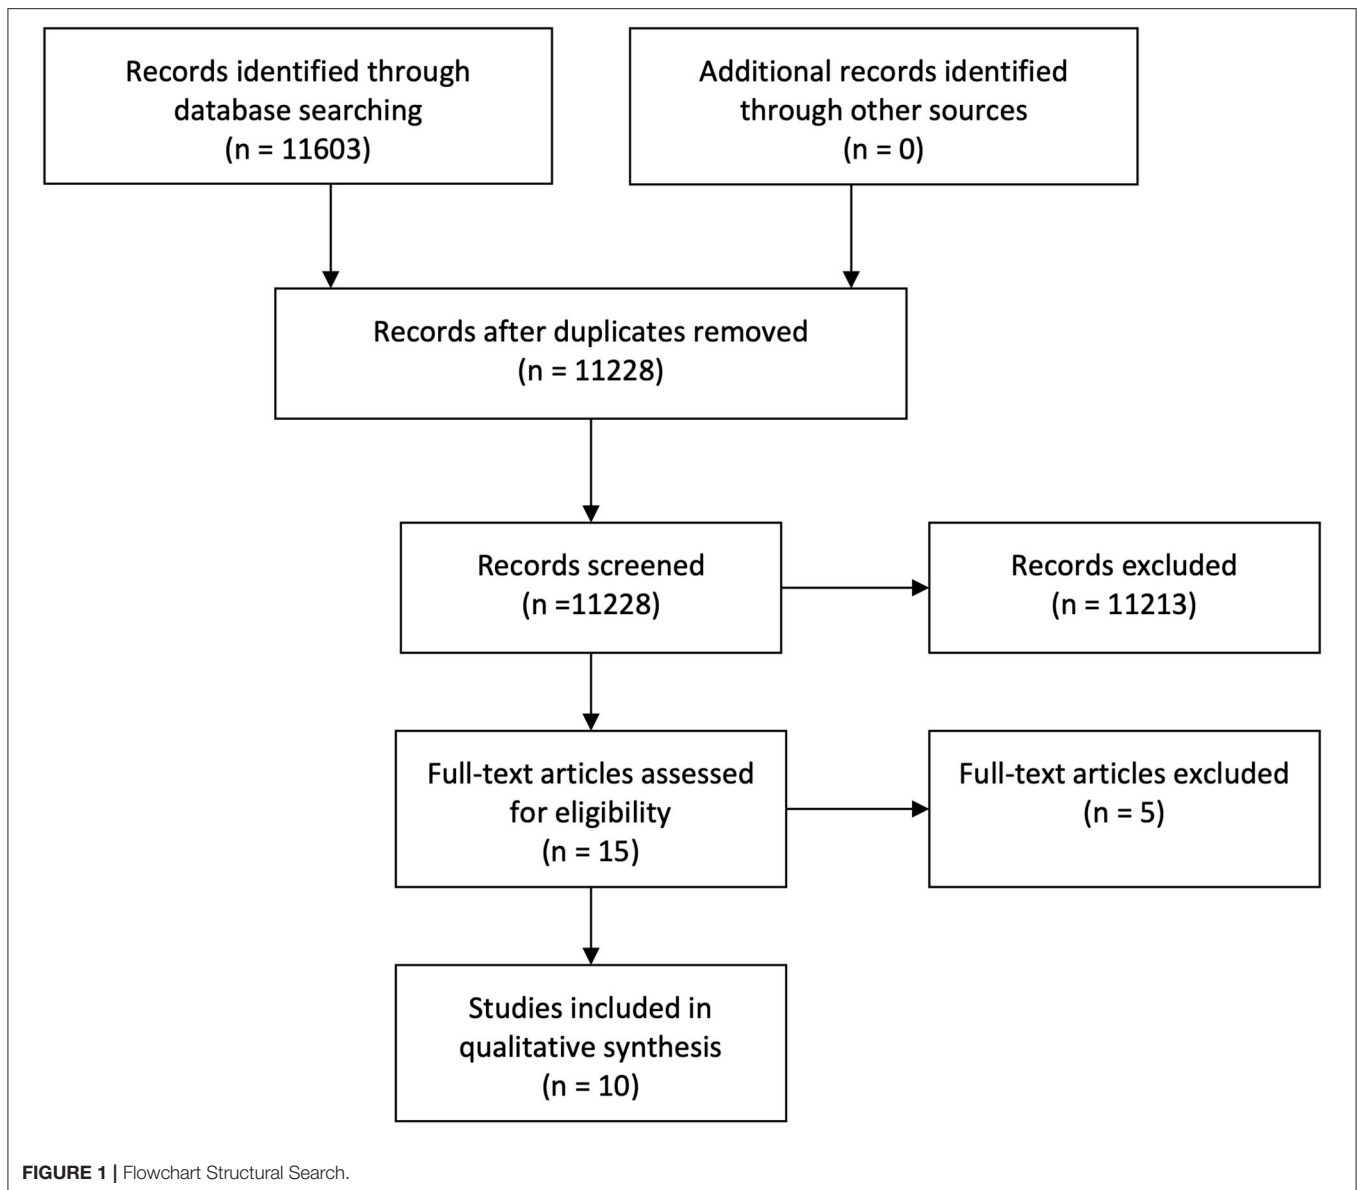 Records identified through
database searching
(n = 11603)
Additional records identified
through other sources
(n = 0)
Records after duplicates removed
(n = 11228)
Records screened
(n =11228)
Records excluded
(n = 11213)
Full-text articles assessed
for eligibility
(n = 15)
Full-text articles excluded
(n = 5)
Studies included in
qualitative synthesis
(n = 10)
FIGURE 1 | Flowchart Structural Search.